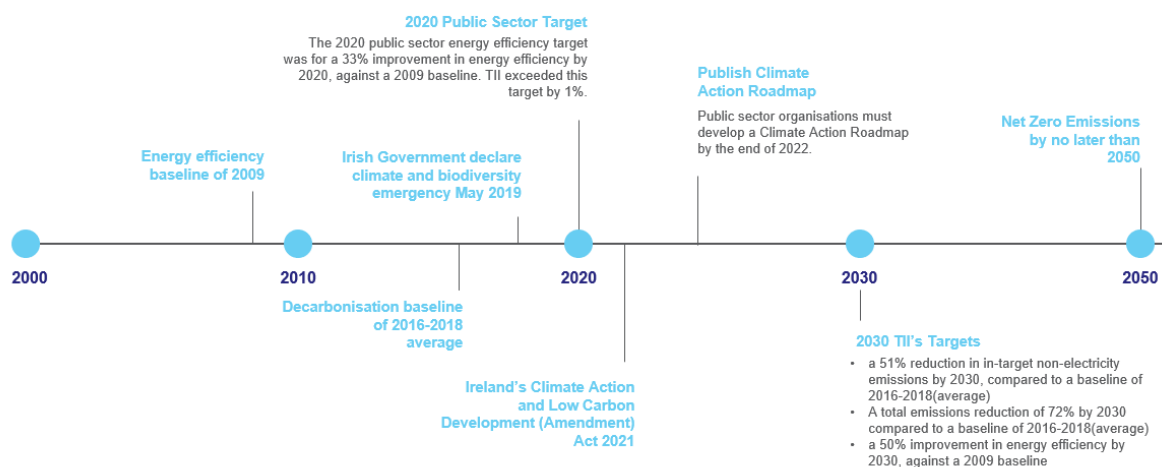 2020 Public Sector Target
The 2020 public sector energy efficiency target
was for a 33% improvement in energy efficiency by
2020, against a 2009 baseline. TII exceeded this
target by 1%.
Publish Climate
Action Roadmap
Public sector organisations must
develop a Climate Action Roadmap
by the end of 2022.
Net Zero Emissions
by no later than
2050
Energy efficiency
baseline of 2009
Irish Government declare
climate and biodiversity
emergency May 2019
2000
2010
2020
2030
2050
Decarbonisation baseline
of 2016-2018
average
Ireland's Climate Action
and Low Carbon
Development (Amendment)
Act 2021
2030 TII's Targets
• a 51% reduction in in-target non-electricity
emissions by 2030, compared to a baseline of
2016-2018(average)
• A total emissions reduction of 72% by 2030
compared to a baseline of 2016-2018(average)
• a 50% improvement in energy efficiency by
2030, against a 2009 baseline